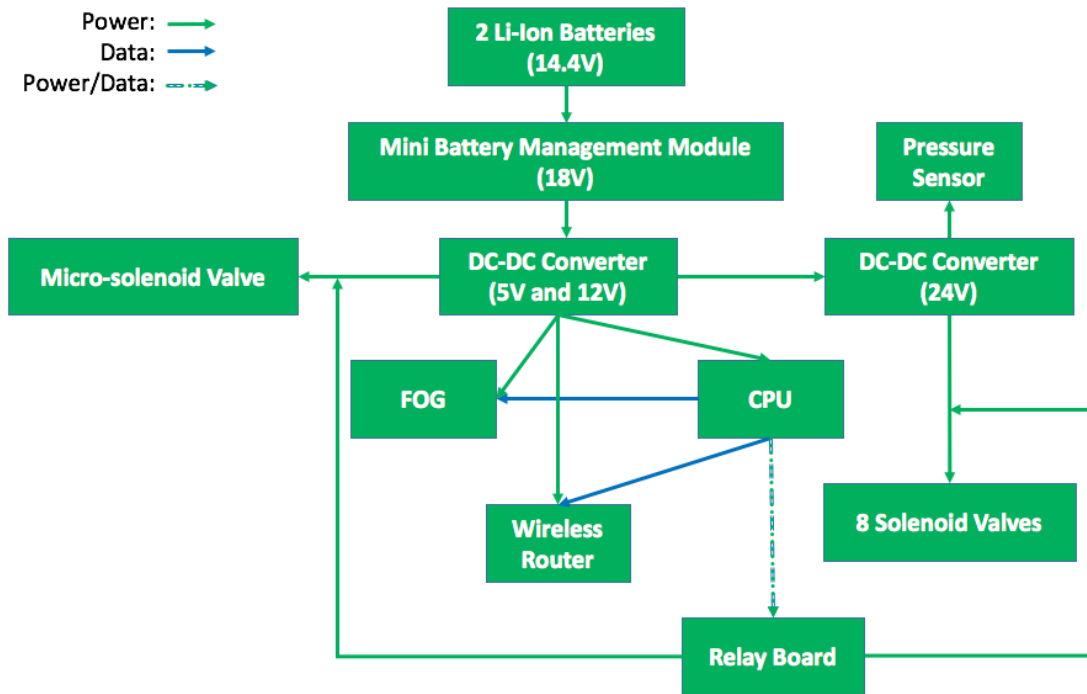 Power:
Data:
Power/Data:
2 Li-Ion Batteries
(14.4V)
Mini Battery Management Module
(18V)
Pressure
Sensor
Micro-solenoid Valve
DC-DC Converter
(5V and 12V)
DC-DC Converter
(24V)
FOG
CPU
Wireless
Router
8 Solenoid Valves
Relay Board